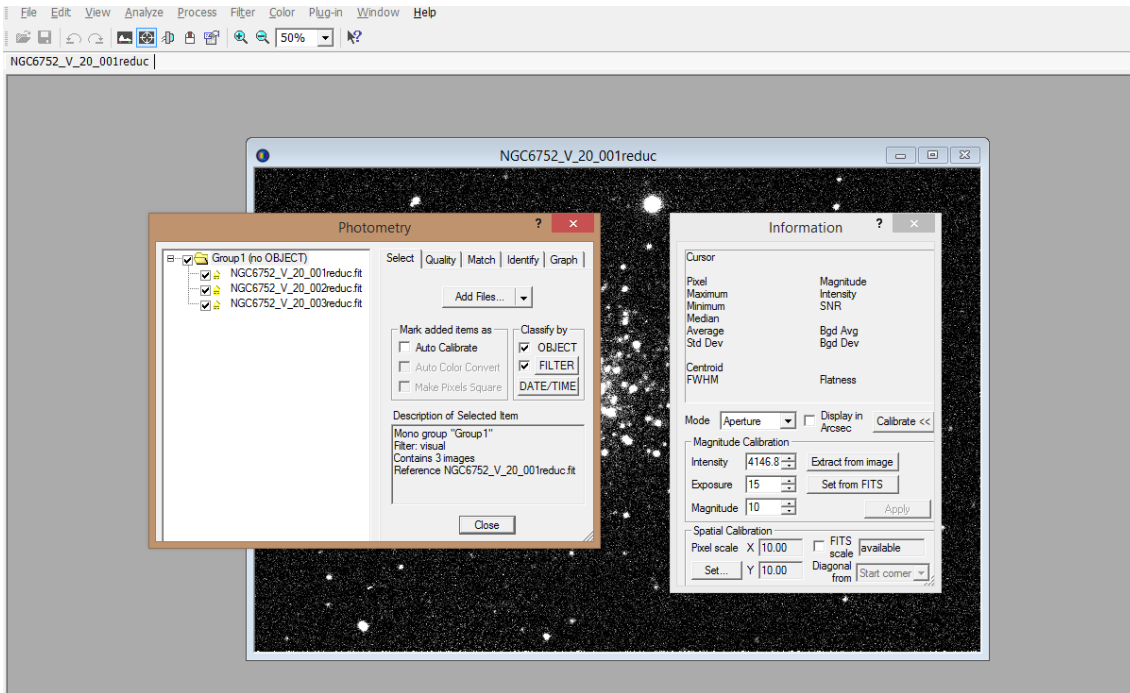 File Edit View Analyze Process Filter Color Plug-in Window Help
50%
NGC6752_V_20_001reduc
NGC6752_V_20_001reduc
Photometry ?
Group1 (no OBJECT)
NGC6752_V_20_001reduc.fit
NGC6752_V_20_002reduc.fit
NGC6752_V_20_003reduc.fit
Select Quality Match Identify Graph
Add Files...
Mark added items as
Auto Calibrate
Auto Color Convert
Make Pixels Square
Classify by
OBJECT
FILTER
DATE/TIME
Description of Selected Item
Mono group "Group1"
Filter: visual
Contains 3 images
Reference NGC6752_V_20_001reduc.fit
Close
Information ?
Cursor
Pixel Magnitude
Maximum Intensity
Minimum SNR
Median
Average Bgd Avg
Std Dev Bgd Dev
Centroid
FWHM Flatness
Mode Aperture Display in Arcsec Calibrate <<
Magnitude Calibration
Intensity 4146.8 Extract from image
Exposure 15 Set from FITS
Magnitude 10 Apply
Spatial Calibration
Pixel scale X 10.00 FITS scale available
Set... Y 10.00 Diagonal from Start corner